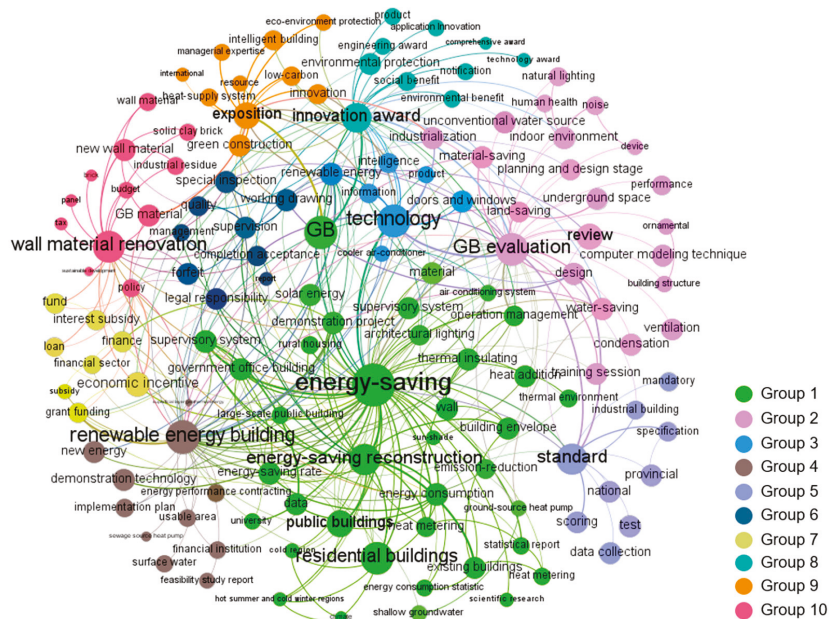 product
eco-environment protection
application innovation
intelligent building
engineering award
comprehensive award
managerial expertise
environmental protection
technology award
international
low-carbon
notification
natural lighting
resource
social benefit
heat-supply system
innovation
environmental benefit
wall material
human health
noise
exposition
innovation award
unconventional water source
solid clay brick
industrialization
indoor environment
green construction
device
new wall material
intelligence
material-saving
industrial residue
renewable energy
product
planning and design stage
brick
special inspection
performance
budget
information
doors and windows
underground space
panel
quality
working drawing
land-saving
GB material
technology
tax
management
supervision
GB
review
ornamental
wall material renovation
GB evaluation
completion acceptance
cooler air-conditioner
computer modeling technique
sustainable development
forfeit
report
material
design
building structure
policy
legal responsibility
solar energy
air conditioning system
fund
supervisory system
water-saving
interest subsidy
demonstration project
operation management
ventilation
loan
finance
supervisory system
rural housing
architectural lighting
condensation
financial sector
government office building
thermal insulating
heat addition
training session
economic incentive
energy-saving
mandatory
subsidy
thermal environment
grant funding
large-scale public building
wall
industrial building
renewable energy building
sun-shade
building envelope
specification
new energy
energy-saving reconstruction
standard
demonstration technology
energy-saving rate
emission-reduction
provincial
energy performance contracting
energy consumption
national
implementation plan
data
ground-source heat pump
usable area
university
public buildings
heat metering
scoring
test
sewage source heat pump
financial institution
cold region
residential buildings
statistical report
data collection
surface water
existing buildings
feasibility study report
heat metering
energy consumption statistic
hot summer and cold winter regions
scientific research
shallow groundwater
climate
Group 1
Group 2
Group 3
Group 4
Group 5
Group 6
Group 7
Group 8
Group 9
Group 10